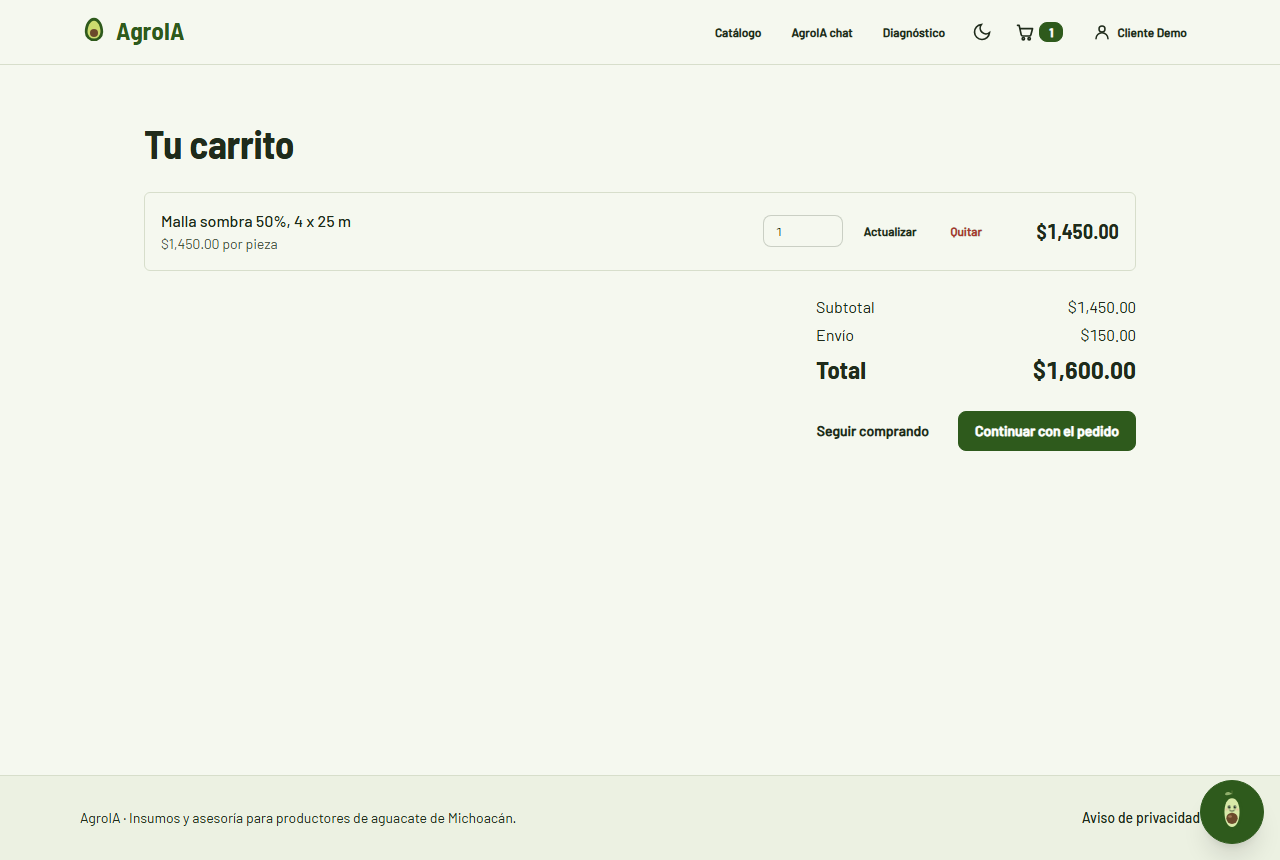 AgroIA
Catálogo
AgroIA chat
Diagnóstico
1
Cliente Demo
Tu carrito
Malla sombra 50%, 4 x 25 m
$1,450.00 por pieza
1
Actualizar
Quitar
$1,450.00
Subtotal $1,450.00
Envío $150.00
Total $1,600.00
Seguir comprando
Continuar con el pedido
AgroIA · Insumos y asesoría para productores de aguacate de Michoacán.
Aviso de privacidad